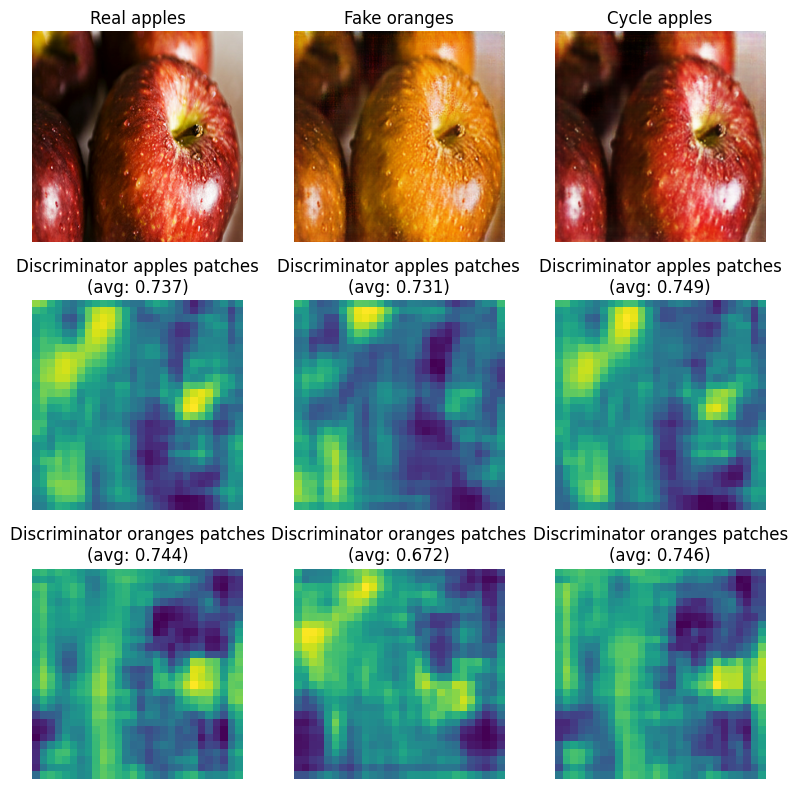 Real apples
Fake oranges
Cycle apples
Discriminator apples patches
(avg: 0.737)
Discriminator apples patches
(avg: 0.731)
Discriminator apples patches
(avg: 0.749)
Discriminator oranges patches
(avg: 0.744)
Discriminator oranges patches
(avg: 0.672)
Discriminator oranges patches
(avg: 0.746)